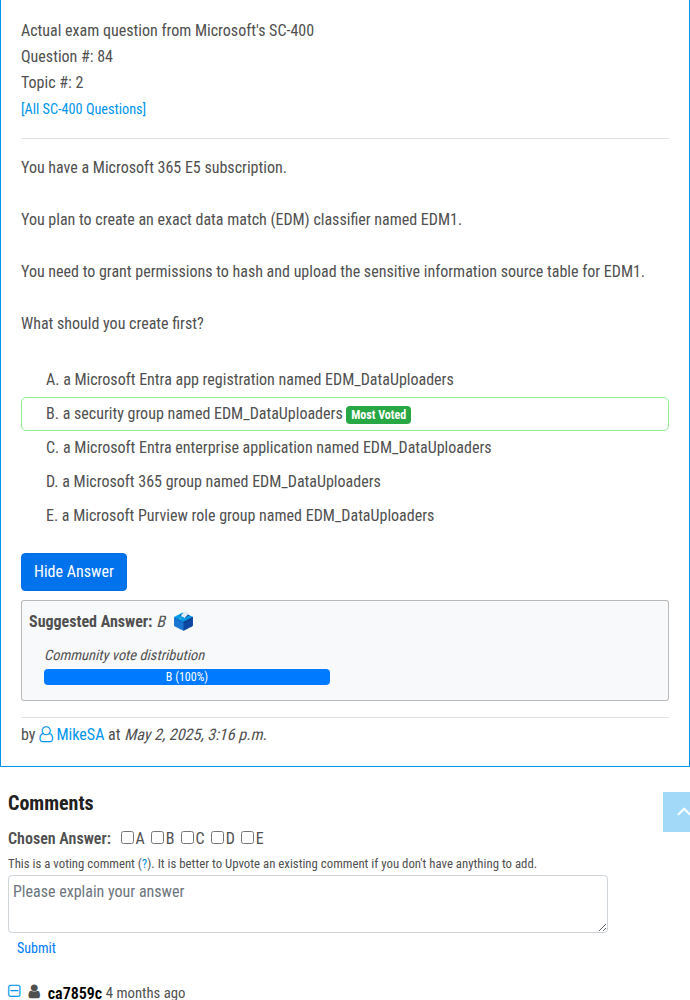 Actual exam question from Microsoft's SC-400
Question #: 84
Topic #: 2
[All SC-400 Questions]
You have a Microsoft 365 E5 subscription.
You plan to create an exact data match (EDM) classifier named EDM1.
You need to grant permissions to hash and upload the sensitive information source table for EDM1.
What should you create first?
A. a Microsoft Entra app registration named EDM_DataUploaders
B. a security group named EDM_DataUploaders Most Voted
C. a Microsoft Entra enterprise application named EDM_DataUploaders
D. a Microsoft 365 group named EDM_DataUploaders
E. a Microsoft Purview role group named EDM_DataUploaders
Hide Answer
Suggested Answer: B
Community vote distribution
B (100%)
by MikeSA at May 2, 2025, 3:16 p.m.
Comments
Chosen Answer: A B C D E
This is a voting comment (?). It is better to Upvote an existing comment if you don't have anything to add.
Please explain your answer
Submit
ca7859c 4 months ago